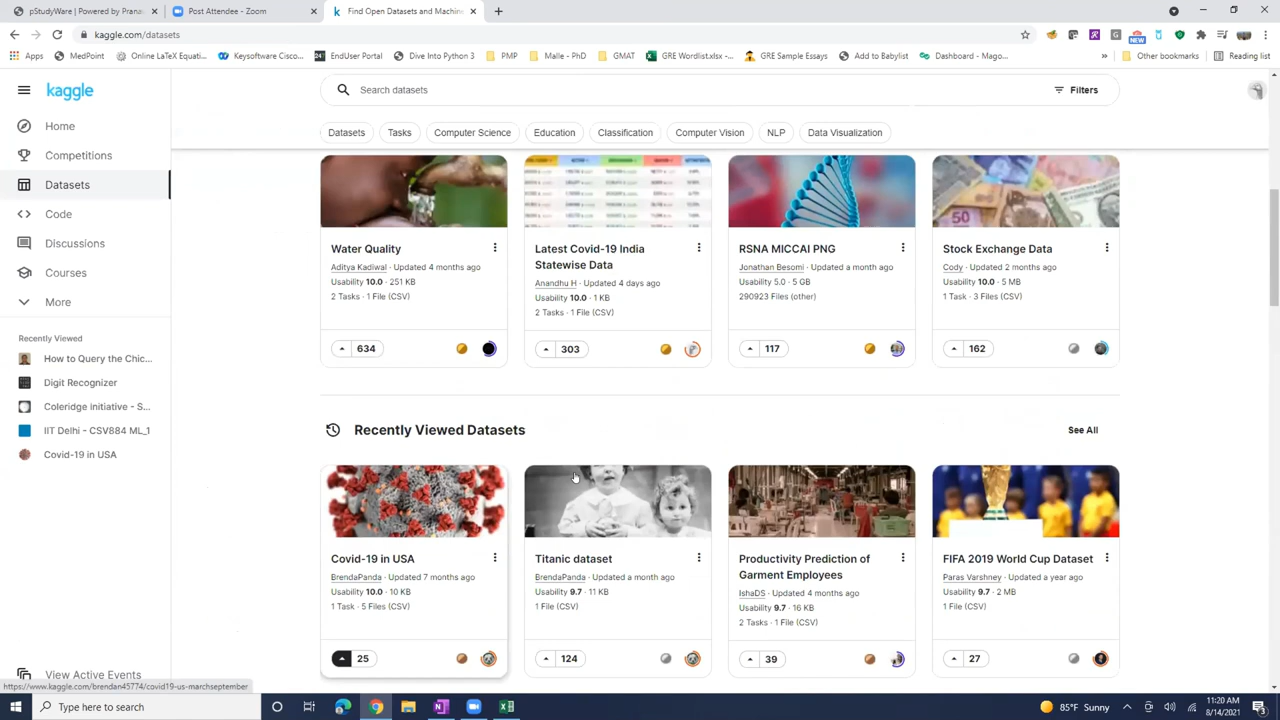 pStudyWare | Powered by Prana
Post Attendee - Zoom
Find Open Datasets and Machin
kaggle.com/datasets
Apps
MedPoint
Online LaTeX Equati...
Keysoftware Cisco...
EndUser Portal
Dive Into Python 3
PMP
Malle - PhD
GMAT
GRE Wordlist.xls -...
GRE Sample Essays
Add to Babylist
Dashboard - Mago...
»
Other bookmarks
Reading list
NEW
kaggle
Search datasets
Filters
Home
Competitions
Datasets
Code
Discussions
Courses
More
Recently Viewed
How to Query the Chic...
Digit Recognizer
Coleridge Initiative - S...
IIT Delhi - CSV884 ML_1
Covid-19 in USA
View Active Events
Datasets
Tasks
Computer Science
Education
Classification
Computer Vision
NLP
Data Visualization
Water Quality
Aditya Kadiwal · Updated 4 months ago
Usability 10.0 · 251 KB
2 Tasks · 1 File (CSV)
634
Latest Covid-19 India
Statewise Data
Anandhu H · Updated 4 days ago
Usability 10.0 · 1 KB
2 Tasks · 1 File (CSV)
303
RSNA MICCAI PNG
Jonathan Besomi · Updated a month ago
Usability 5.0 · 5 GB
290923 Files (other)
117
50
Stock Exchange Data
Cody · Updated 2 months ago
Usability 10.0 · 5 MB
1 Task · 3 Files (CSV)
162
Recently Viewed Datasets
See All
Covid-19 in USA
BrendaPanda · Updated 7 months ago
Usability 10.0 · 10 KB
1 Task · 5 Files (CSV)
25
Titanic dataset
BrendaPanda · Updated a month ago
Usability 9.7 · 11 KB
1 File (CSV)
124
Productivity Prediction of
Garment Employees
IshaDS · Updated 4 months ago
Usability 9.7 · 16 KB
2 Tasks · 1 File (CSV)
39
FIFA 2019 World Cup Dataset
Paras Varshney · Updated a year ago
Usability 9.7 · 2 MB
1 File (CSV)
27
https://www.kaggle.com/brendan45774/covid19-us-marchseptember
Type here to search
85°F Sunny
11:20 AM
8/14/2021
3